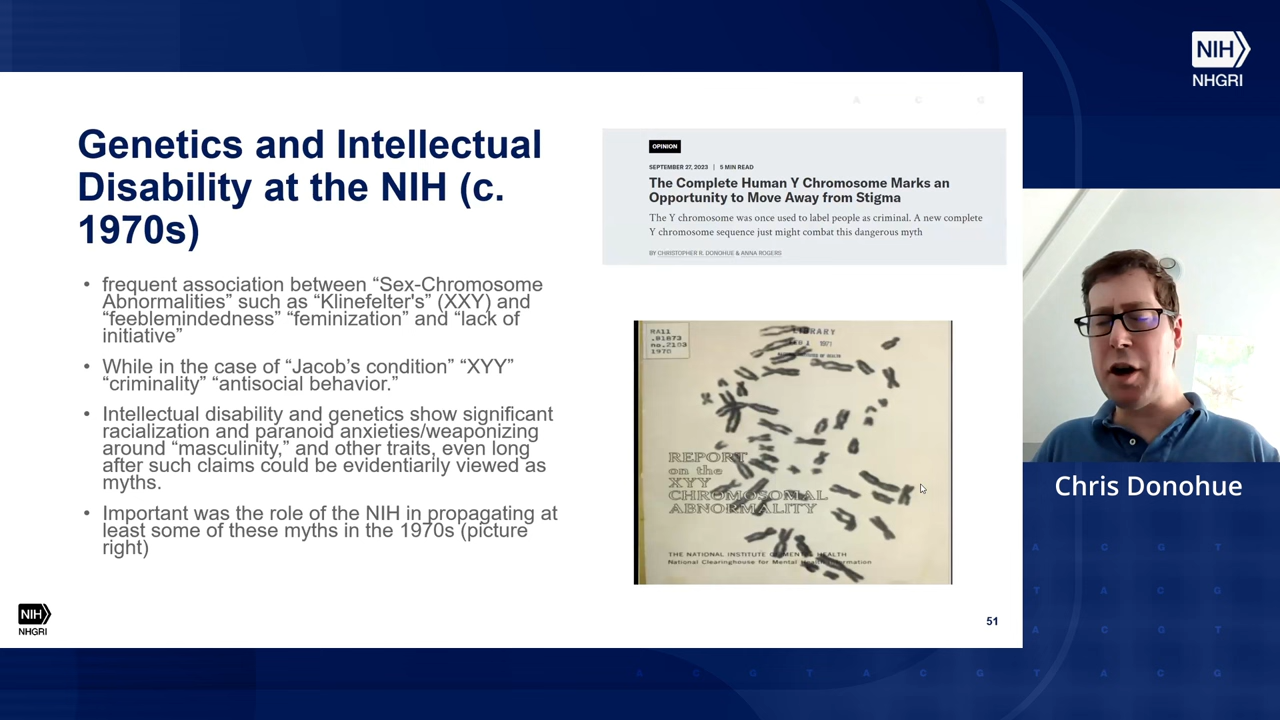 NIH
NHGRI
A C G
Genetics and Intellectual
Disability at the NIH (c.
1970s)
• frequent association between “Sex-Chromosome
Abnormalities” such as “Klinefelter's” (XXY) and
“feeblemindedness” “feminization” and “lack of
initiative”
• While in the case of “Jacob’s condition” “XYY”
“criminality” “antisocial behavior.”
• Intellectual disability and genetics show significant
racialization and paranoid anxieties/weaponizing
around “masculinity,” and other traits, even long
after such claims could be evidentiarily viewed as
myths.
• Important was the role of the NIH in propagating at
least some of these myths in the 1970s (picture
right)
OPINION
SEPTEMBER 27, 2023 | 5 MIN READ
The Complete Human Y Chromosome Marks an
Opportunity to Move Away from Stigma
The Y chromosome was once used to label people as criminal. A new complete
Y chromosome sequence just might combat this dangerous myth
BY CHRISTOPHER R. DONOHUE & ANNA ROGERS
RA11
.B1873
no.2103
1970
LIBRARY
1971
OF HEALTH
REPORT
on the
XYY
CHROMOSOMAL
ABNORMALITY
THE NATIONAL INSTITUTE OF MENTAL HEALTH
National Clearinghouse for Mental Health Information
Chris Donohue
NIH
NHGRI
51
A C G T
T A C G
A C G T
A C G T A C G T A C G